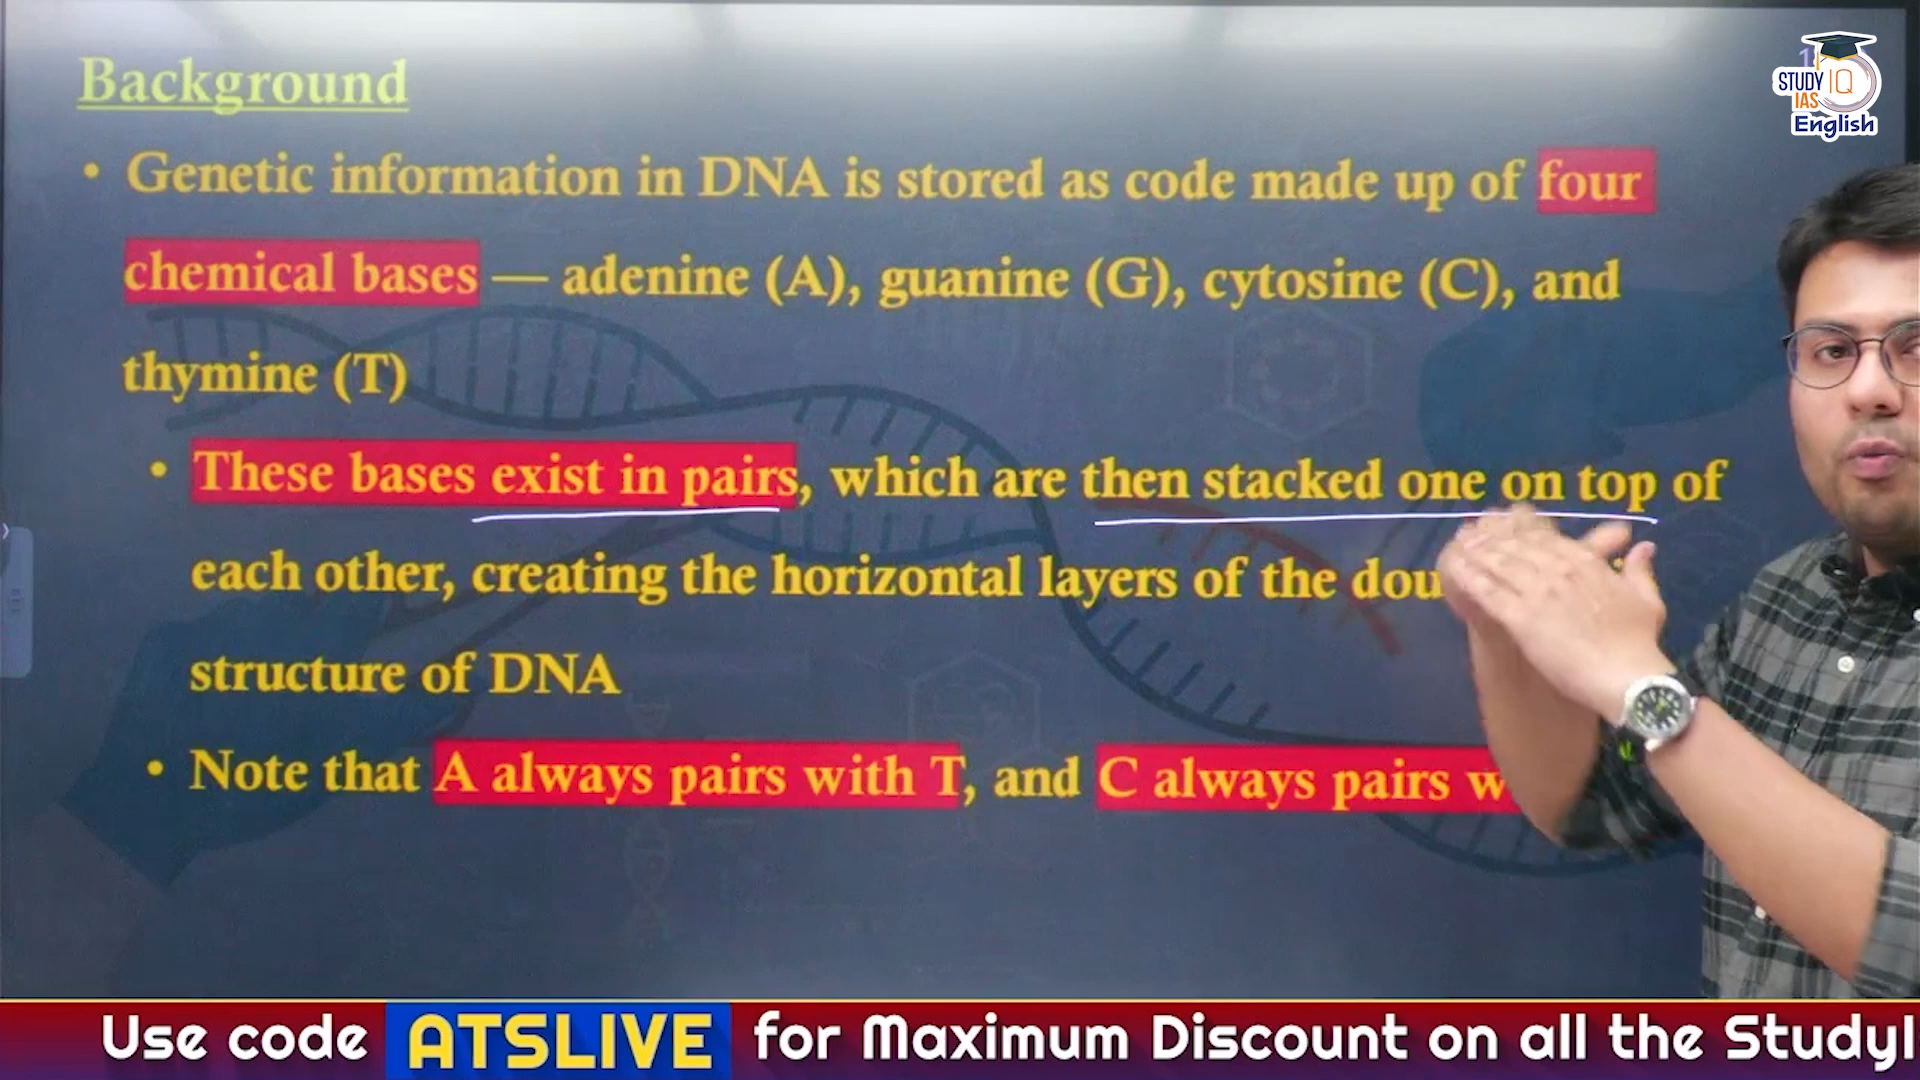 Background
STUDY IQ
IAS
English
• Genetic information in DNA is stored as code made up of four
chemical bases — adenine (A), guanine (G), cytosine (C), and
thymine (T)
• These bases exist in pairs, which are then stacked one on top of
each other, creating the horizontal layers of the dou
structure of DNA
• Note that A always pairs with T, and C always pairs w
Use code ATSLIVE for Maximum Discount on all the StudyI